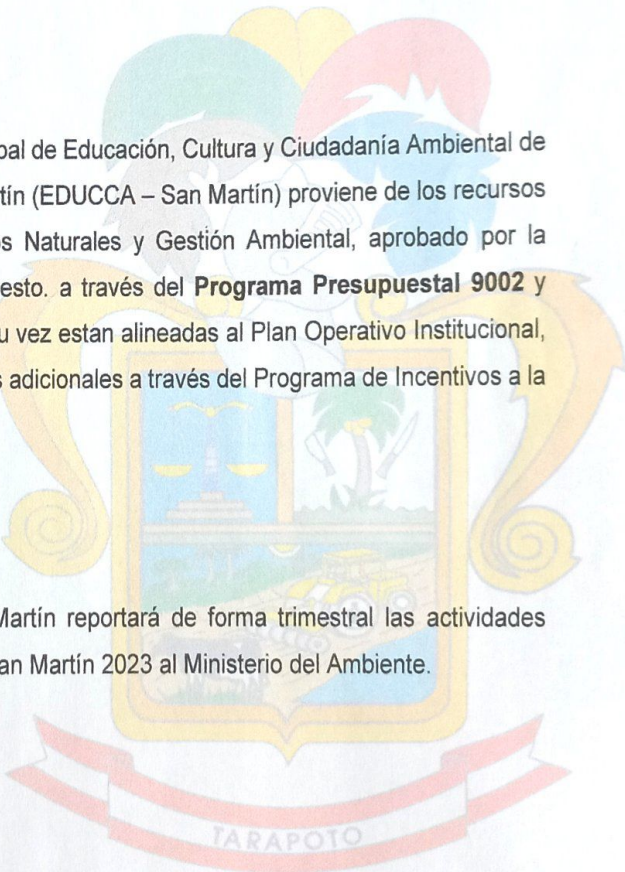 pal de Educación, Cultura y Ciudadanía Ambiental de
tín (EDUCCA – San Martín) proviene de los recursos
os Naturales y Gestión Ambiental, aprobado por la
esto. a través del Programa Presupuestal 9002 y
u vez estan alineadas al Plan Operativo Institucional,
s adicionales a través del Programa de Incentivos a la
Martín reportará de forma trimestral las actividades
an Martín 2023 al Ministerio del Ambiente.
TARAPOTO